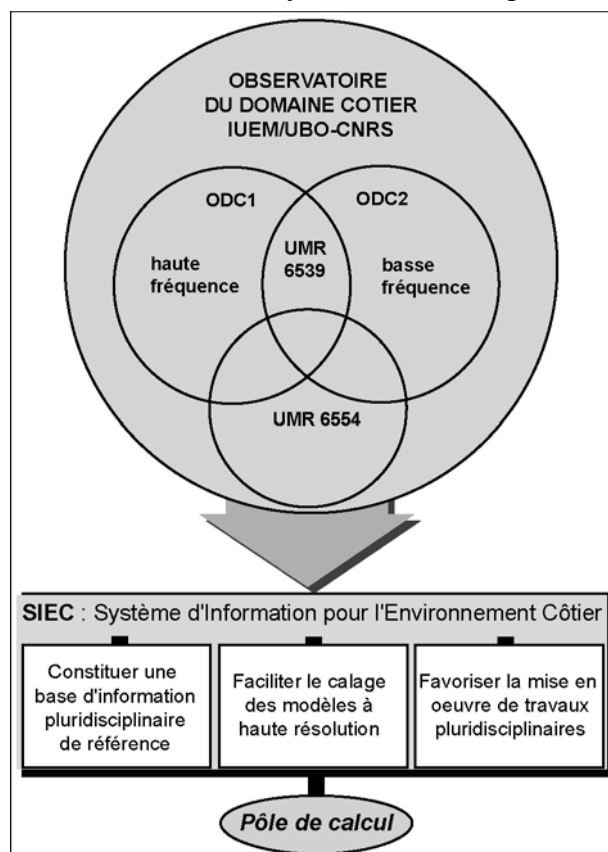 OBSERVATOIRE
DU DOMAINE COTIER
IUEM/UBO-CNRS
ODC1
ODC2
haute
fréquence
UMR
6539
basse
fréquence
UMR 6554
SIEC : Système d'Information pour l'Environnement Côtier
Constituer une
base d'information
pluridisciplinaire
de référence
Faciliter le calage
des modèles à
haute résolution
Favoriser la mise en
oeuvre de travaux
pluridisciplinaires
Pôle de calcul